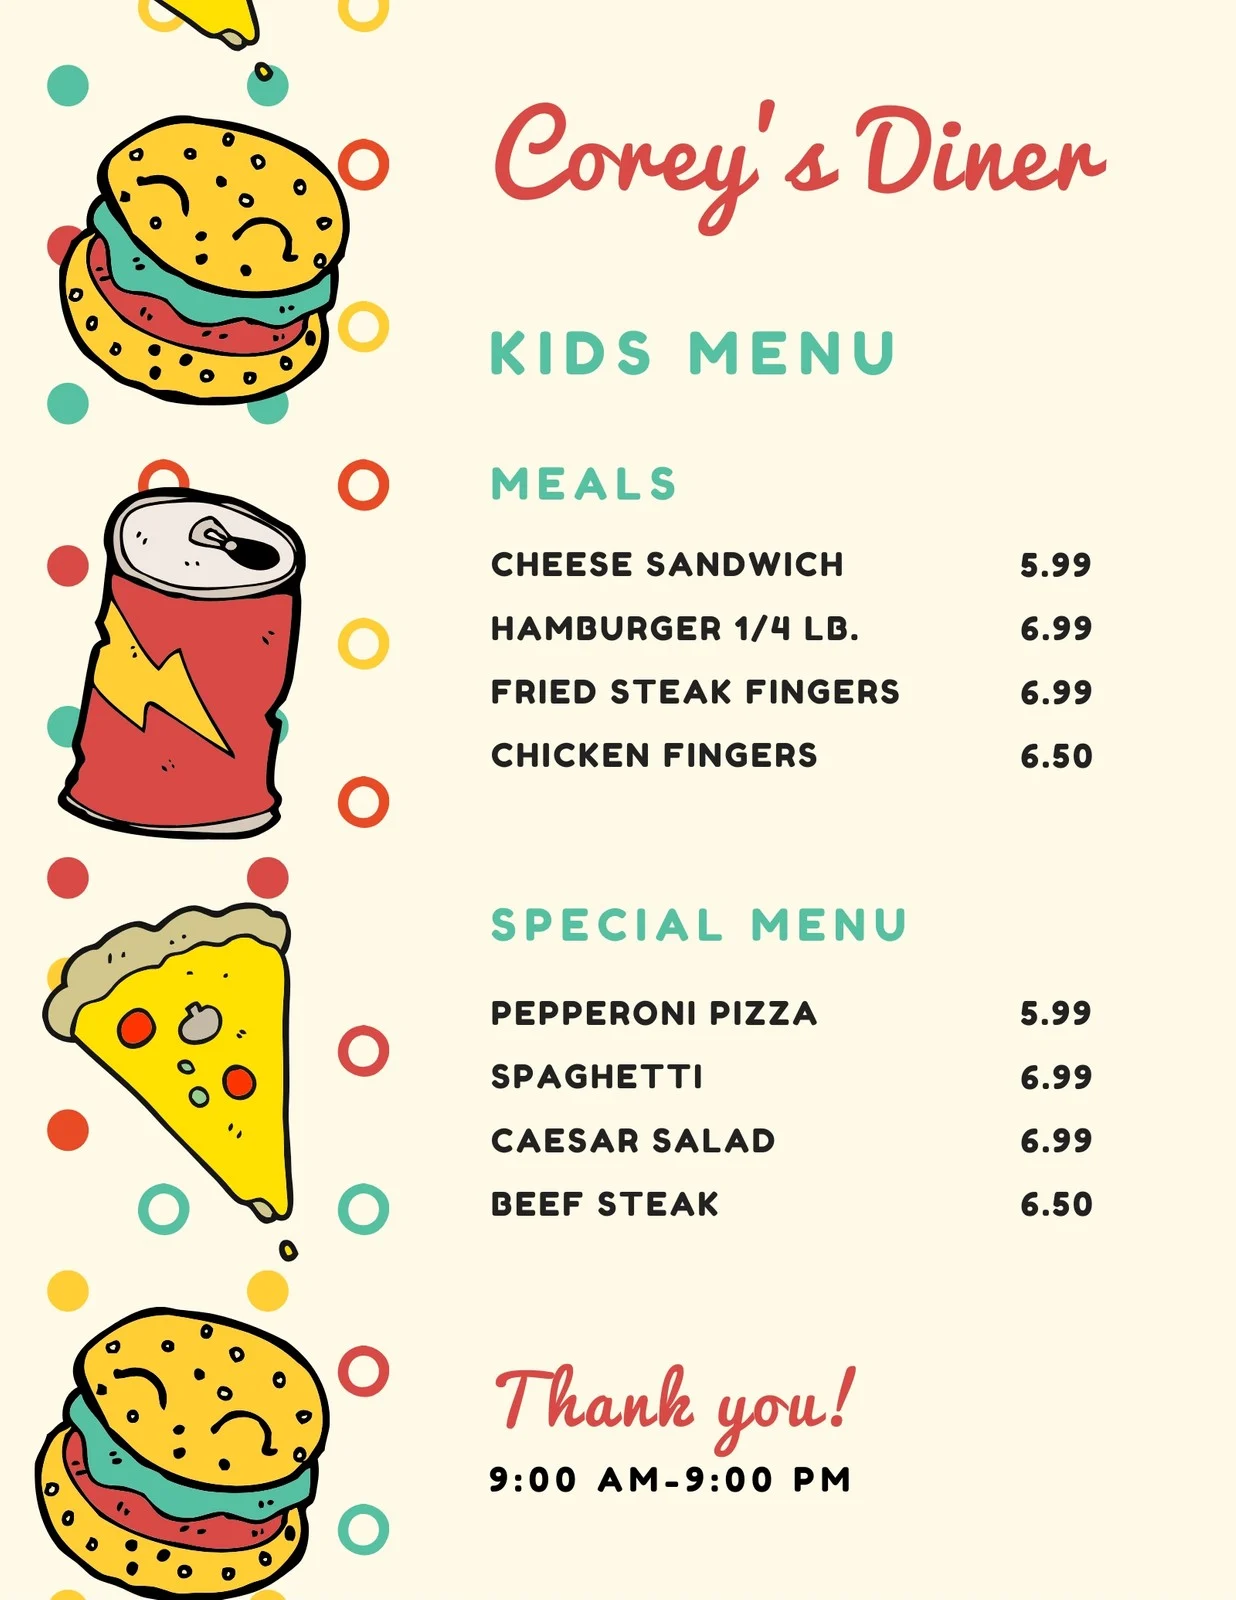 Corey's Diner
KIDS MENU
MEALS
CHEESE SANDWICH 5.99
HAMBURGER 1/4 LB. 6.99
FRIED STEAK FINGERS 6.99
CHICKEN FINGERS 6.50
SPECIAL MENU
PEPPERONI PIZZA 5.99
SPAGHETTI 6.99
CAESAR SALAD 6.99
BEEF STEAK 6.50
Thank you!
9:00 AM-9:00 PM